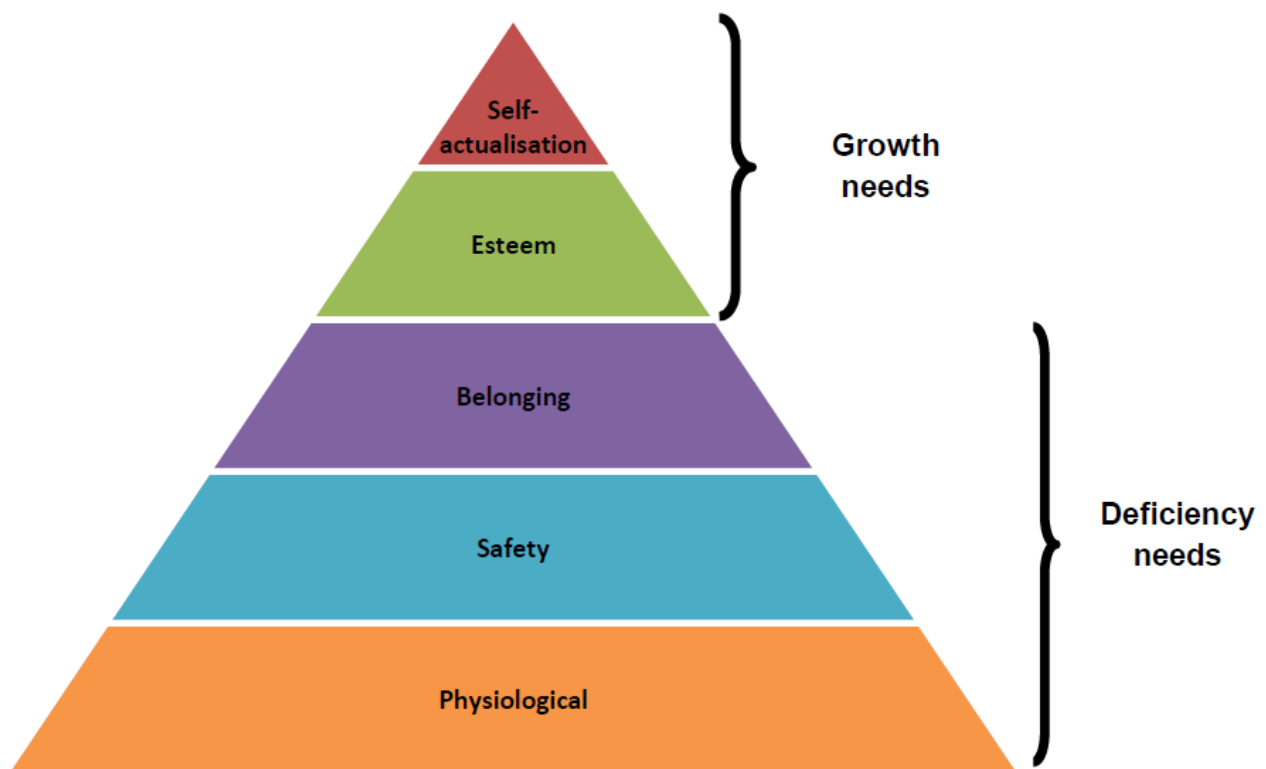 Self-
actualisation
Growth
needs
Esteem
Belonging
Deficiency
needs
Safety
Physiological